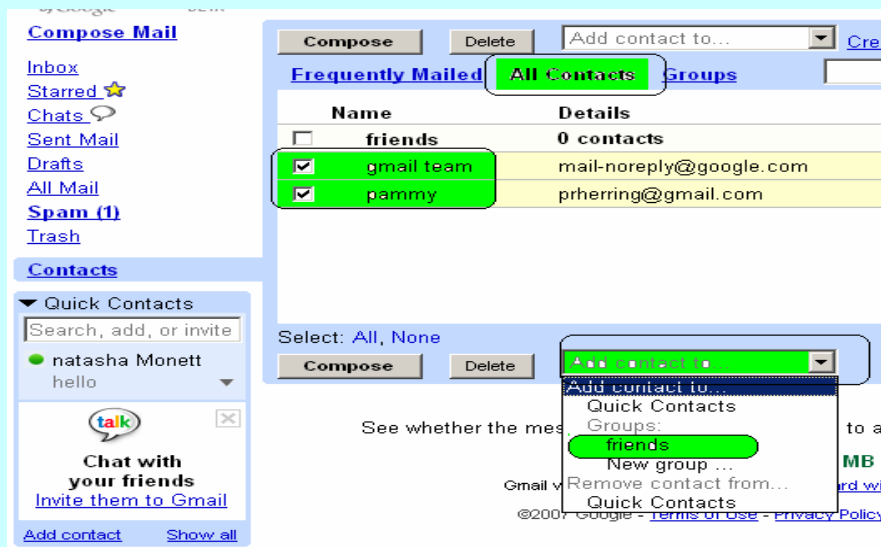 by Google
Compose Mail
Inbox
Starred
Chats
Sent Mail
Drafts
All Mail
Spam (1)
Trash
Contacts
Quick Contacts
Search, add, or invite
natasha Monett
hello
talk
Chat with
your friends
Invite them to Gmail
Add contact Show all
Compose Delete Add contact to...
Frequently Mailed All Contacts Groups
Name Details
friends 0 contacts
gmail team mail-noreply@google.com
pammy prherring@gmail.com
Select: All, None
Compose Delete Add contact to...
Add contact to...
Quick Contacts
Groups:
friends
New group ...
Remove contact from...
Quick Contacts
See whether the to a
MB
Gmail
©2007 Google - Terms of Use - Privacy Policy